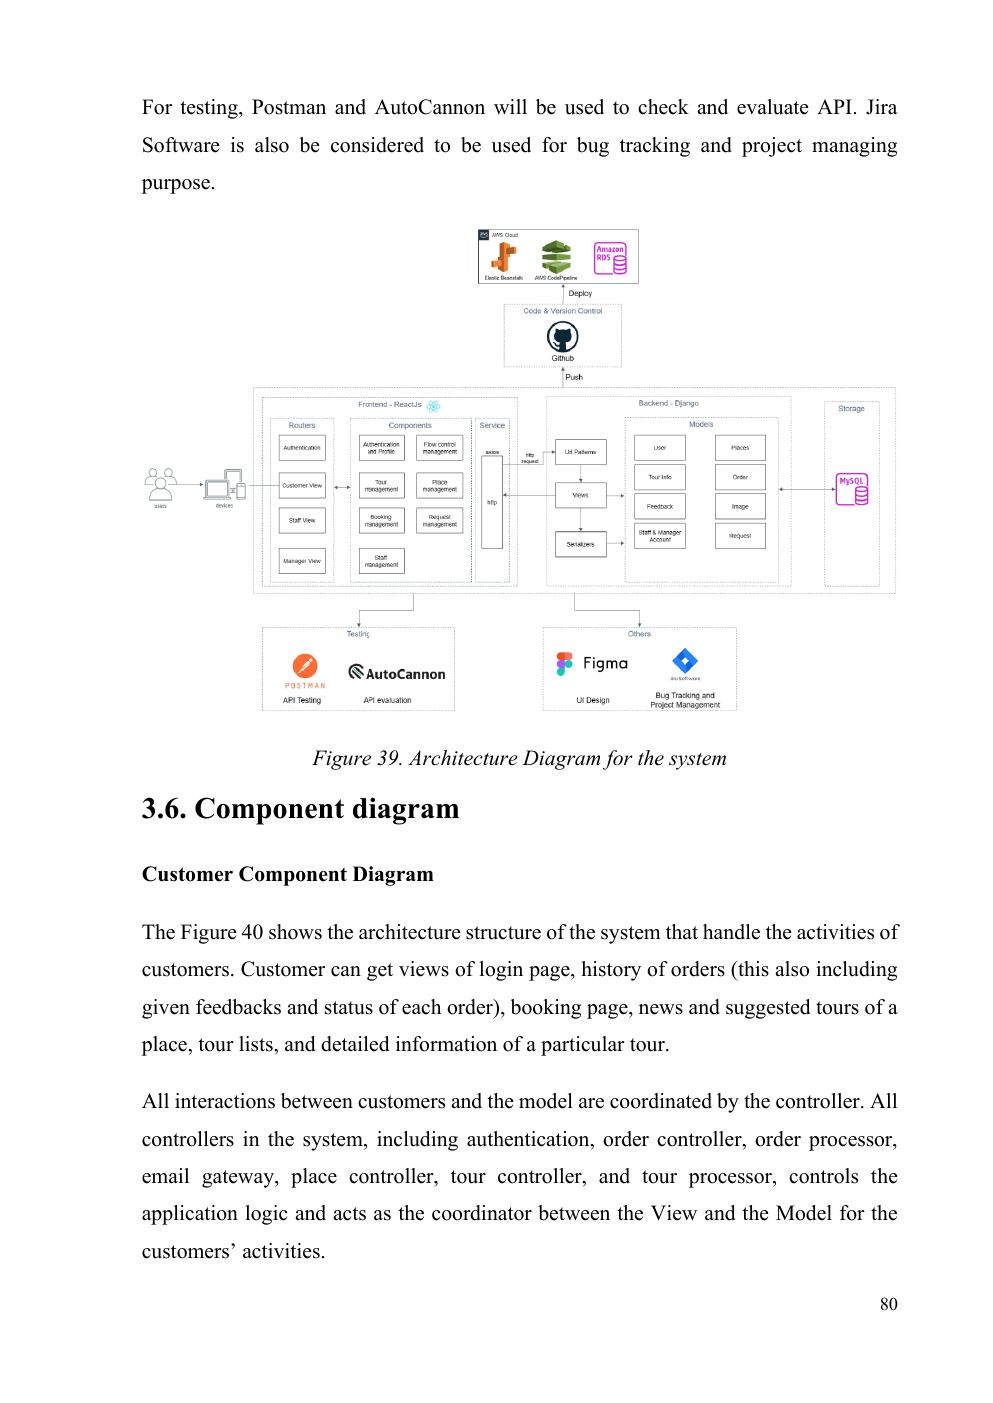 For testing, Postman and AutoCannon will be used to check and evaluate API. Jira
Software is also be considered to be used for bug tracking and project managing
purpose.
AWS Cloud
Elastic Beanstalk
AWS CodePipeline
Amazon
RDS
Deploy
Code & Version Control
Github
Push
Frontend - ReactJs
Routers
Authentication
Customer View
Staff View
Manager View
Components
Authentication
and Profile
Flow control
management
Tour
management
Place
management
Booking
management
Request
management
Staff
management
Service
axios
http
http
request
Backend - Django
Url Patterns
Views
Serializers
Models
User
Places
Tour Info
Order
Feedback
Image
Staff & Manager
Account
Request
Storage
MySQL
users
devices
Testing
POSTMAN
API Testing
AutoCannon
API evaluation
Others
Figma
UI Design
Jira Software
Bug Tracking and
Project Management
Figure 39. Architecture Diagram for the system
3.6. Component diagram
Customer Component Diagram
The Figure 40 shows the architecture structure of the system that handle the activities of
customers. Customer can get views of login page, history of orders (this also including
given feedbacks and status of each order), booking page, news and suggested tours of a
place, tour lists, and detailed information of a particular tour.
All interactions between customers and the model are coordinated by the controller. All
controllers in the system, including authentication, order controller, order processor,
email gateway, place controller, tour controller, and tour processor, controls the
application logic and acts as the coordinator between the View and the Model for the
customers’ activities.
80